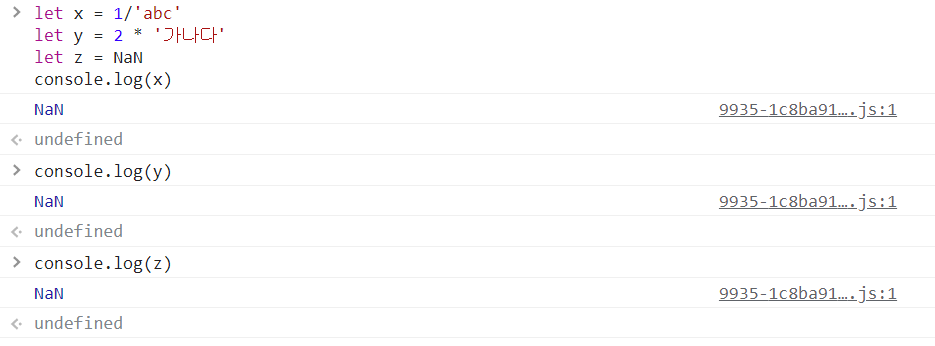 let x = 1/'abc'
let y = 2 * '가나다'
let z = NaN
console.log(x)
NaN 9935-1c8ba91….js:1
undefined
console.log(y)
NaN 9935-1c8ba91….js:1
undefined
console.log(z)
NaN 9935-1c8ba91….js:1
undefined